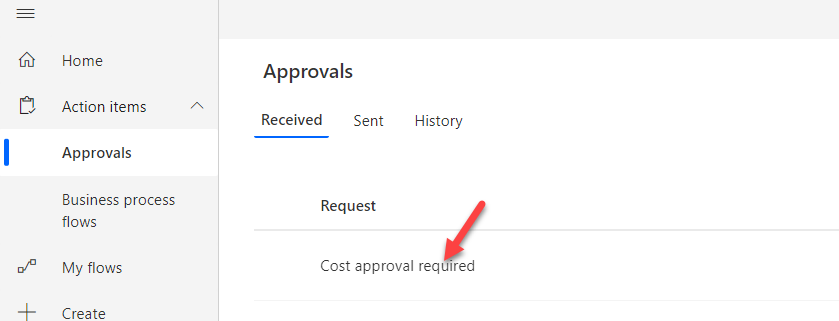 Home
Action items
Approvals
Business process
flows
My flows
Create
Approvals
Received Sent History
Request
Cost approval required